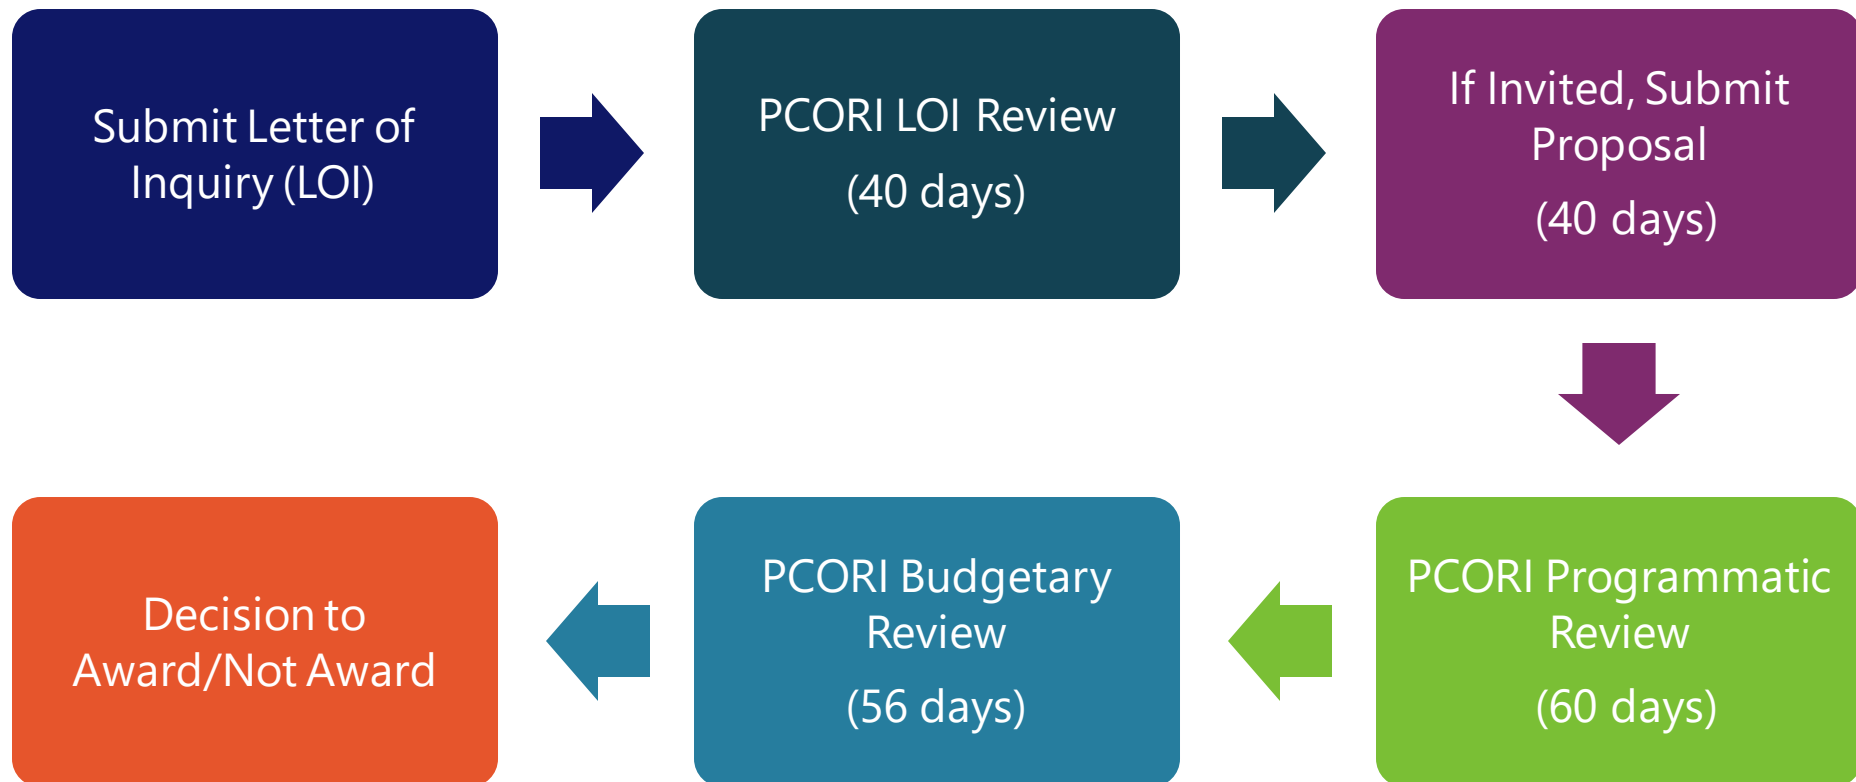 Submit Letter of
Inquiry (LOI)
PCORI LOI Review
(40 days)
If Invited, Submit
Proposal
(40 days)
PCORI Programmatic
Review
(60 days)
PCORI Budgetary
Review
(56 days)
Decision to
Award/Not Award